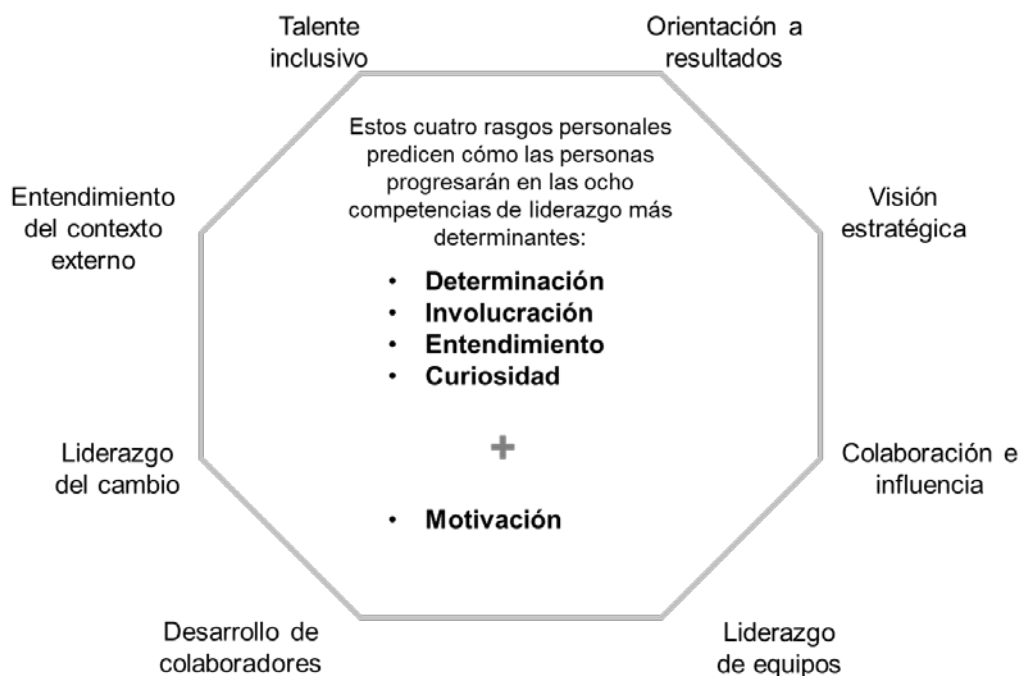 Talente
inclusivo
Orientación a
resultados
Estos cuatro rasgos personales
predicen cómo las personas
progresarán en las ocho
competencias de liderazgo más
determinantes:
Entendimiento
del contexto
externo
Visión
estratégica
• Determinación
• Involucración
• Entendimiento
• Curiosidad
+
Liderazgo
del cambio
Colaboración e
influencia
• Motivación
Desarrollo de
colaboradores
Liderazgo
de equipos